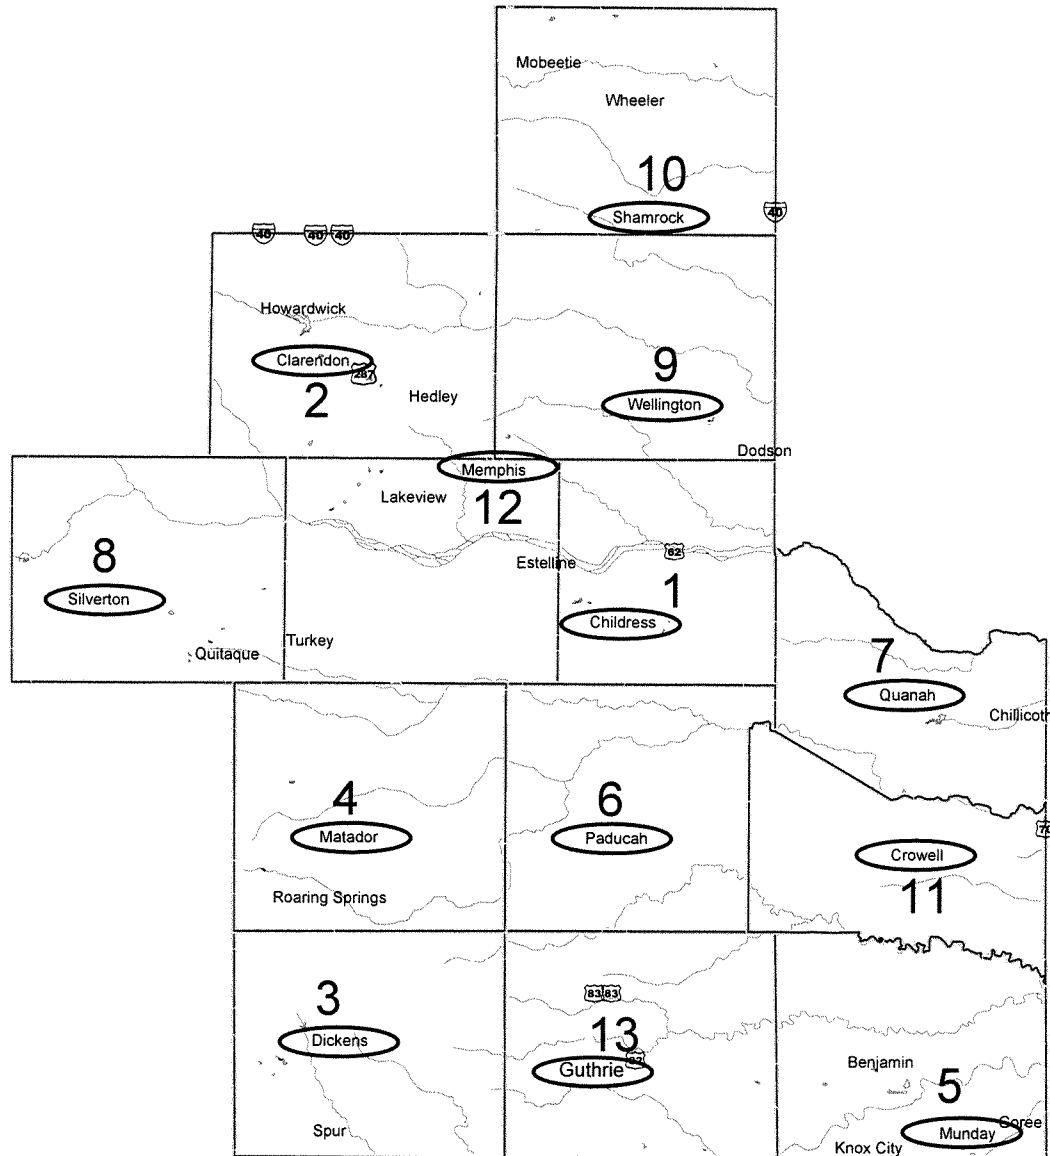 Mobeetie
Wheeler
10
Shamrock
40
40
40
40
Howardwick
Clarendon
287
2
Hedley
9
Wellington
Dodson
Memphis
Lakeview
12
8
Silverton
Estelline
62
1
Childress
Turkey
Quitaque
7
Quanah
Chillicoth
4
Matador
6
Paducah
Crowell
11
Roaring Springs
3
Dickens
83
83
13
Guthrie
Benjamin
5
Spur
Munday
Goree
Knox City